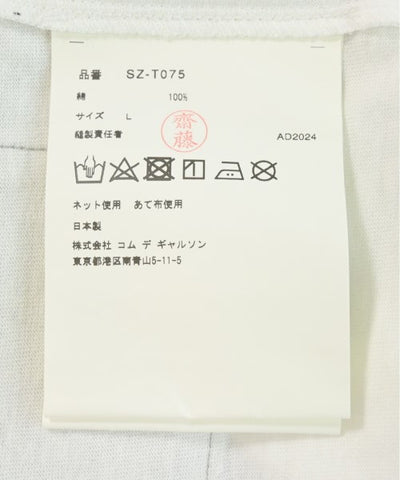 品番 SZ-T075
綿 100%
サイズ L
縫製責任者 齋藤 AD2024
ネット使用 あて布使用
日本製
株式会社 コム デ ギャルソン
東京都港区南青山5-11-5